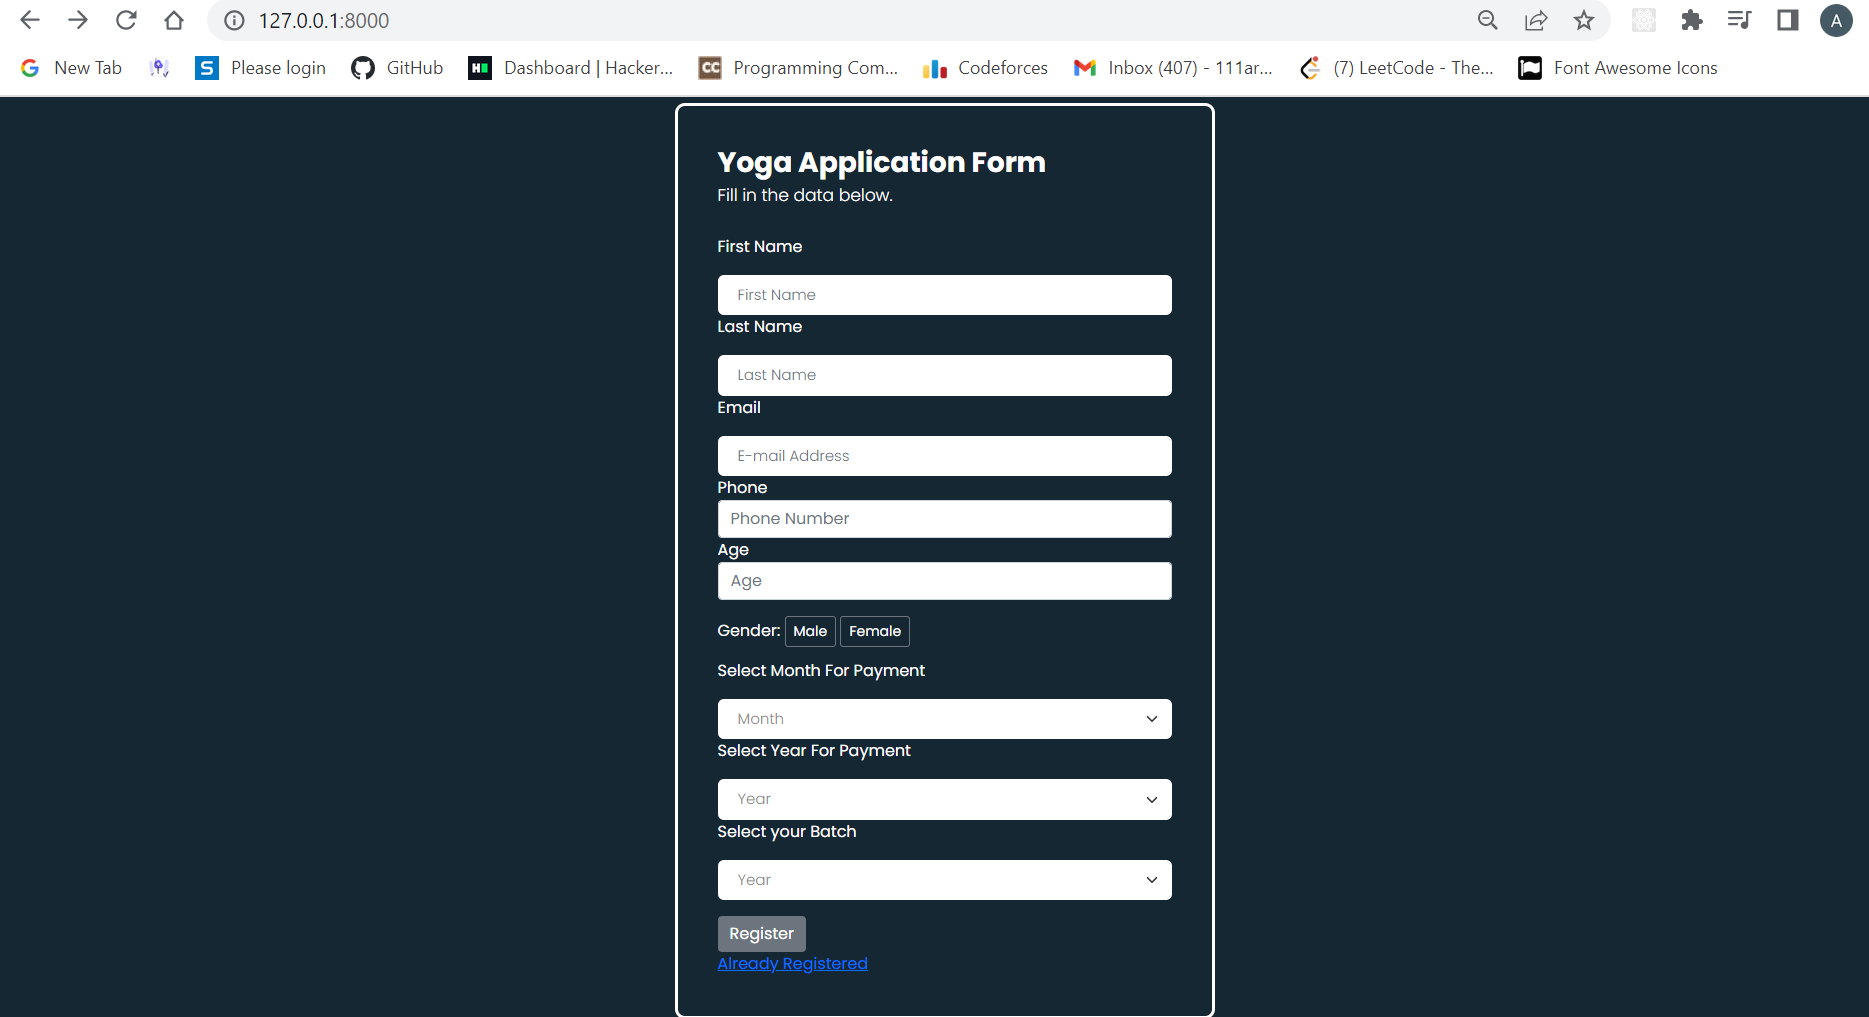 127.0.0.1:8000
A
New Tab
S Please login
GitHub
H Dashboard | Hacker...
CC Programming Com...
Codeforces
Inbox (407) - 111ar...
(7) LeetCode - The...
Font Awesome Icons
Yoga Application Form
Fill in the data below.
First Name
First Name
Last Name
Last Name
Email
E-mail Address
Phone
Phone Number
Age
Age
Gender: Male Female
Select Month For Payment
Month
Select Year For Payment
Year
Select your Batch
Year
Register
Already Registered